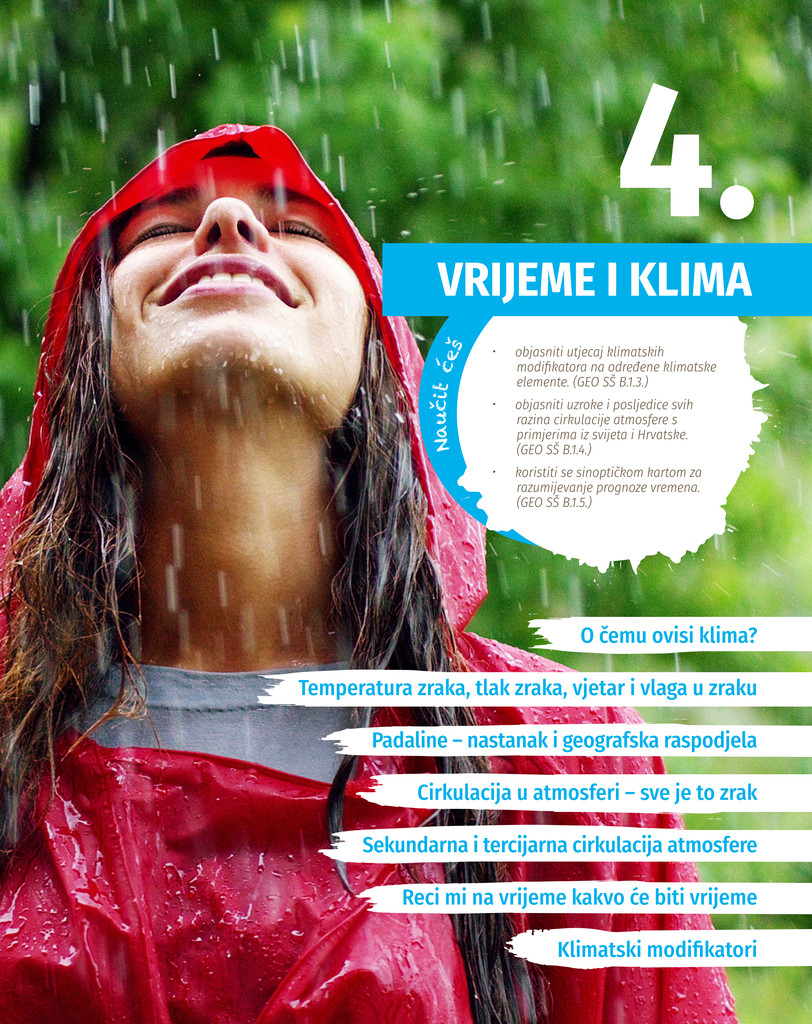 4.
VRIJEME I KLIMA
Naučit ćeš
• objasniti utjecaj klimatskih
modifikatora na određene klimatske
elemente. (GEO SŠ B.1.3.)
• objasniti uzroke i posljedice svih
razina cirkulacije atmosfere s
primjerima iz svijeta i Hrvatske.
(GEO SŠ B.1.4.)
• koristiti se sinoptičkom kartom za
razumijevanje prognoze vremena.
(GEO SŠ B.1.5.)
O čemu ovisi klima?
Temperatura zraka, tlak zraka, vjetar i vlaga u zraku
Padaline – nastanak i geografska raspodjela
Cirkulacija u atmosferi – sve je to zrak
Sekundarna i tercijarna cirkulacija atmosfere
Reci mi na vrijeme kakvo će biti vrijeme
Klimatski modifikatori